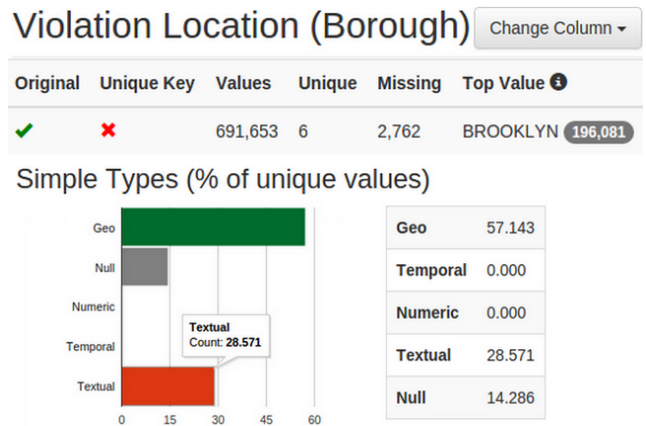 Violation Location (Borough) Change Column
Original Unique Key Values Unique Missing Top Value
691,653 6 2,762 BROOKLYN 196,081
Simple Types (% of unique values)
Geo
Null
Numeric
Temporal
Textual
Textual
Count: 28.571
0 15 30 45 60
Geo 57.143
Temporal 0.000
Numeric 0.000
Textual 28.571
Null 14.286